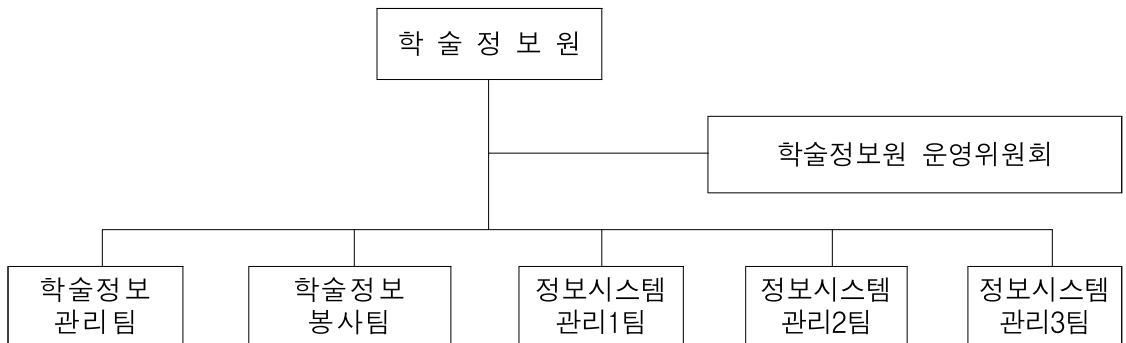 학 술 정 보 원
학술정보원 운영위원회
학술정보
관리팀
학술정보
봉사팀
정보시스템
관리1팀
정보시스템
관리2팀
정보시스템
관리3팀